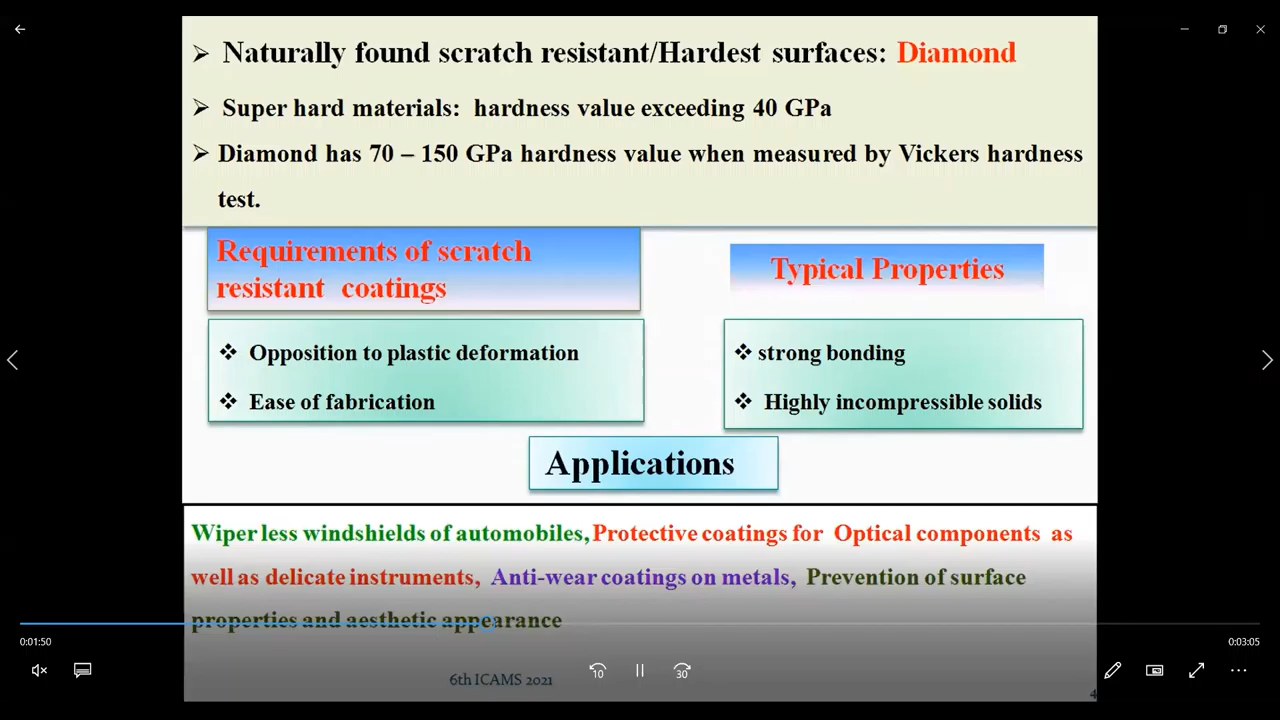 Naturally found scratch resistant/Hardest surfaces: Diamond
Super hard materials: hardness value exceeding 40 GPa
Diamond has 70 – 150 GPa hardness value when measured by Vickers hardness
test.
Requirements of scratch
resistant coatings
Typical Properties
Opposition to plastic deformation
Ease of fabrication
strong bonding
Highly incompressible solids
Applications
Wiper less windshields of automobiles, Protective coatings for Optical components as
well as delicate instruments, Anti-wear coatings on metals, Prevention of surface
properties and aesthetic appearance
0:01:50
0:03:05
10
30
6th ICAMS 2021
4